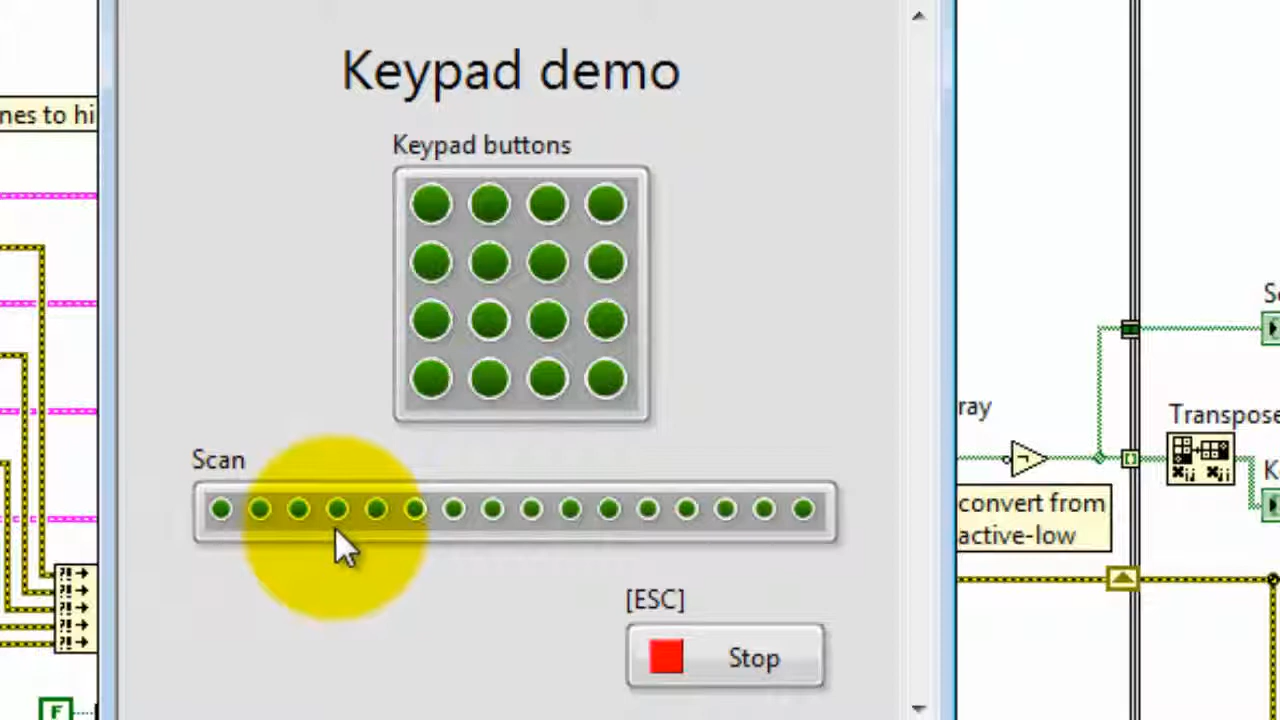 nes to hi
Keypad demo
Keypad buttons
Scan
[ESC]
Stop
ray
convert from
active-low
Transpose
F